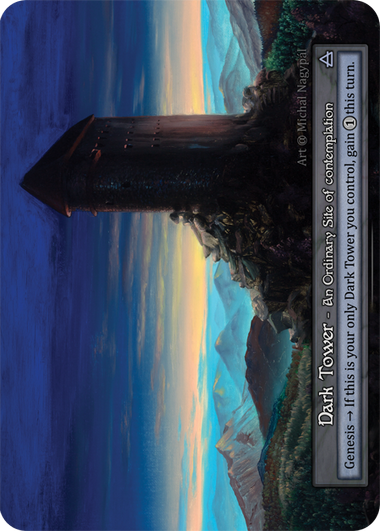 Art @ Michal Nagypál
Dark Tower – An Ordinary Site of contemplation
Genesis → If this is your only Dark Tower you control, gain ① this turn.